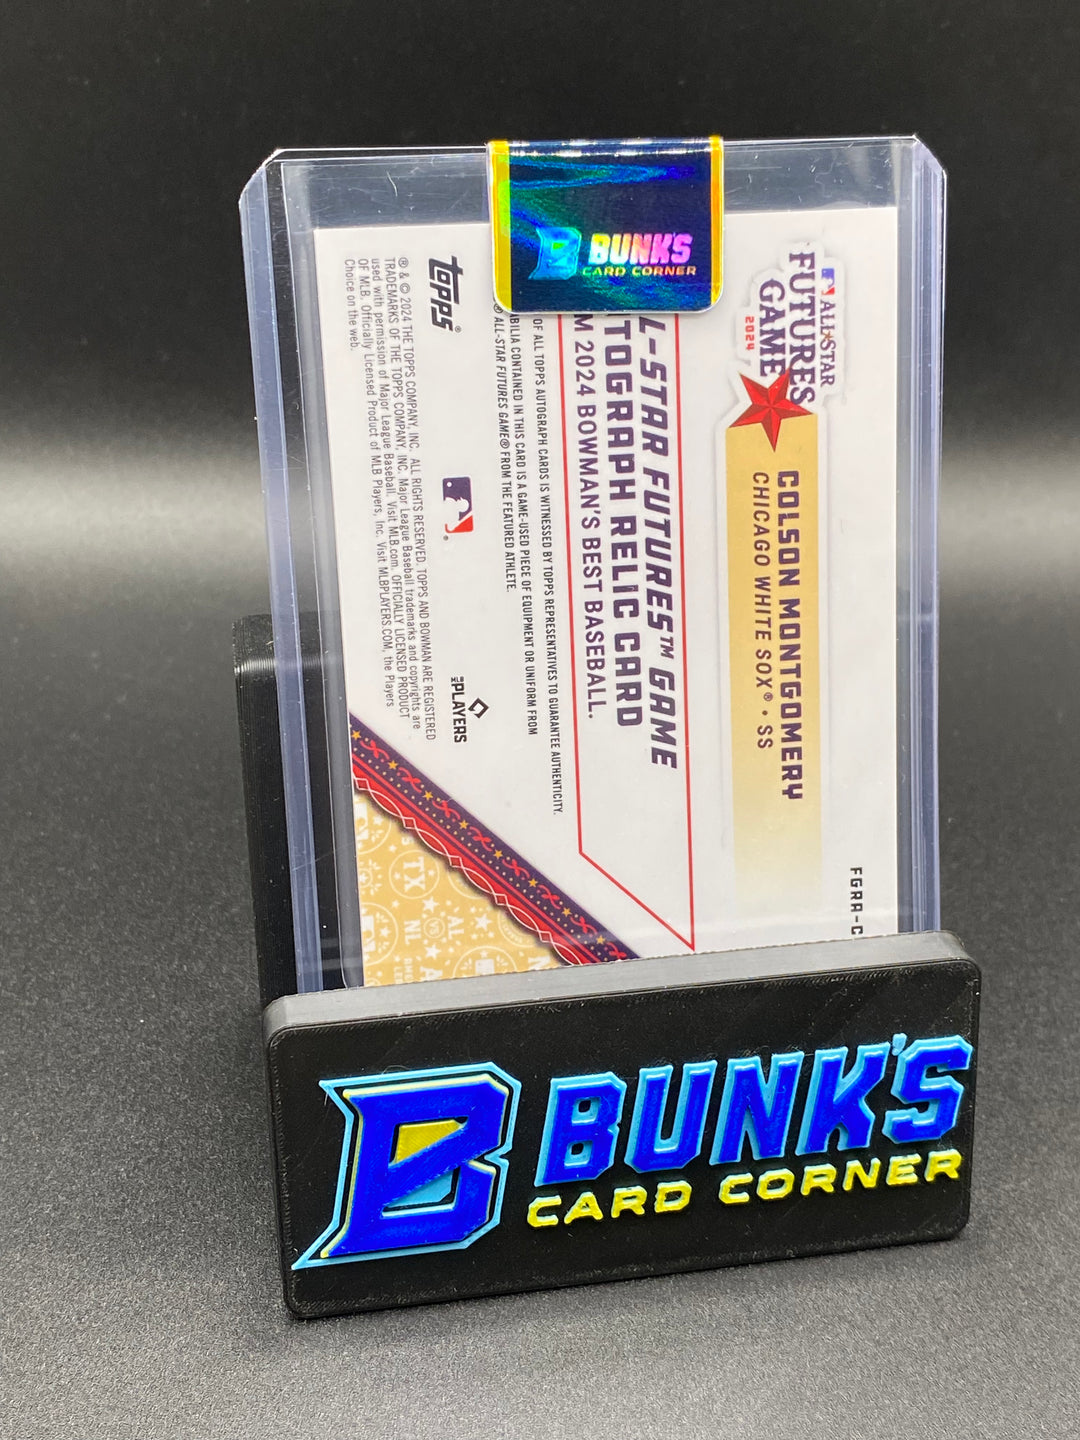 BUNK'S
CARD CORNER
ALL★STAR
FUTURES
GAME
2024
COLSON MONTGOMERY
CHICAGO WHITE SOX® • SS
FGRA-C
L-STAR FUTURES™ GAME
TOGRAPH RELIC CARD
M 2024 BOWMAN'S BEST BASEBALL.
OF ALL TOPPS AUTOGRAPH CARDS IS WITNESSED BY TOPPS REPRESENTATIVES TO GUARANTEE AUTHENTICITY.
BILIA CONTAINED IN THIS CARD IS A GAME-USED PIECE OF EQUIPMENT OR UNIFORM FROM
® ALL-STAR FUTURES GAME® FROM THE FEATURED ATHLETE.
Topps®
MLB PLAYERS
® & © 2024 THE TOPPS COMPANY, INC. ALL RIGHTS RESERVED. TOPPS AND BOWMAN ARE REGISTERED
TRADEMARKS OF THE TOPPS COMPANY, INC. Major League Baseball trademarks and copyrights are
used with permission of Major League Baseball. Visit MLB.com. OFFICIALLY LICENSED PRODUCT
OF MLB. Officially Licensed Product of MLB Players, Inc. Visit MLBPLAYERS.COM, the Players
Choice on the web.
TX
AL
VS
NL
B BUNK'S
CARD CORNER